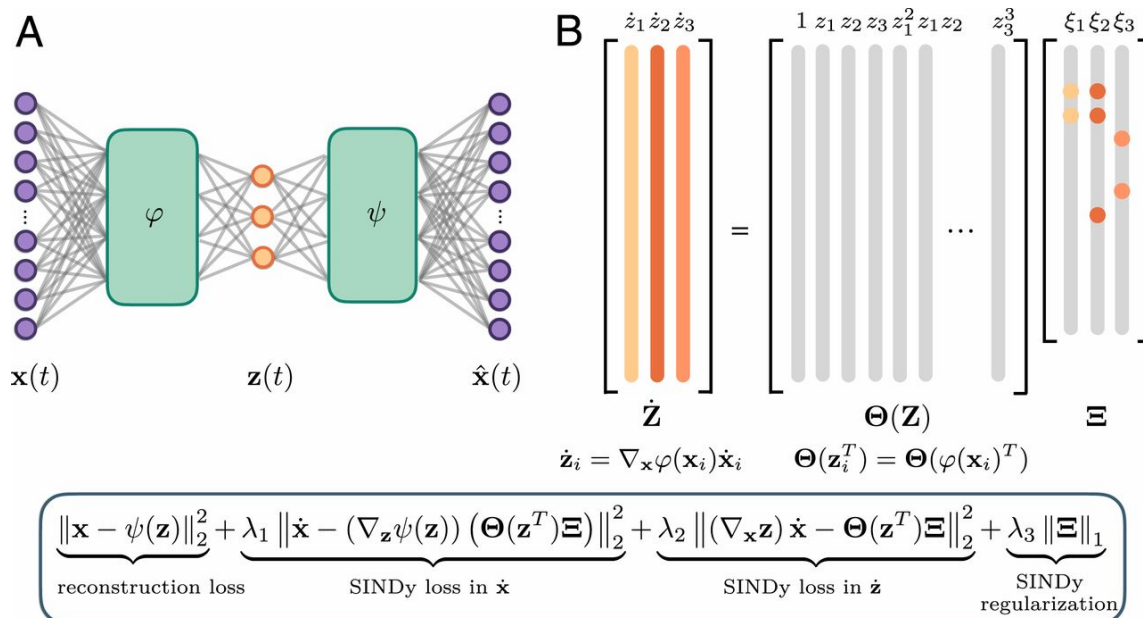 A
φ
ψ
⋮
⋮
x(t)
z(t)
x̂(t)
B
ż₁ ż₂ ż₃
1 z₁ z₂ z₃ z₁² z₁z₂ z₃³
ξ₁ ξ₂ ξ₃
=
⋯
Ż
Θ(Z)
Ξ
żᵢ = ∇ₓφ(xᵢ)ẋᵢ
Θ(zᵢᵀ) = Θ(φ(xᵢ)ᵀ)
‖x − ψ(z)‖₂² + λ₁ ‖ẋ − (∇_z ψ(z)) (Θ(zᵀ)Ξ)‖₂² + λ₂ ‖(∇ₓz) ẋ − Θ(zᵀ)Ξ‖₂² + λ₃ ‖Ξ‖₁
reconstruction loss
SINDy loss in ẋ
SINDy loss in ż
SINDy
regularization